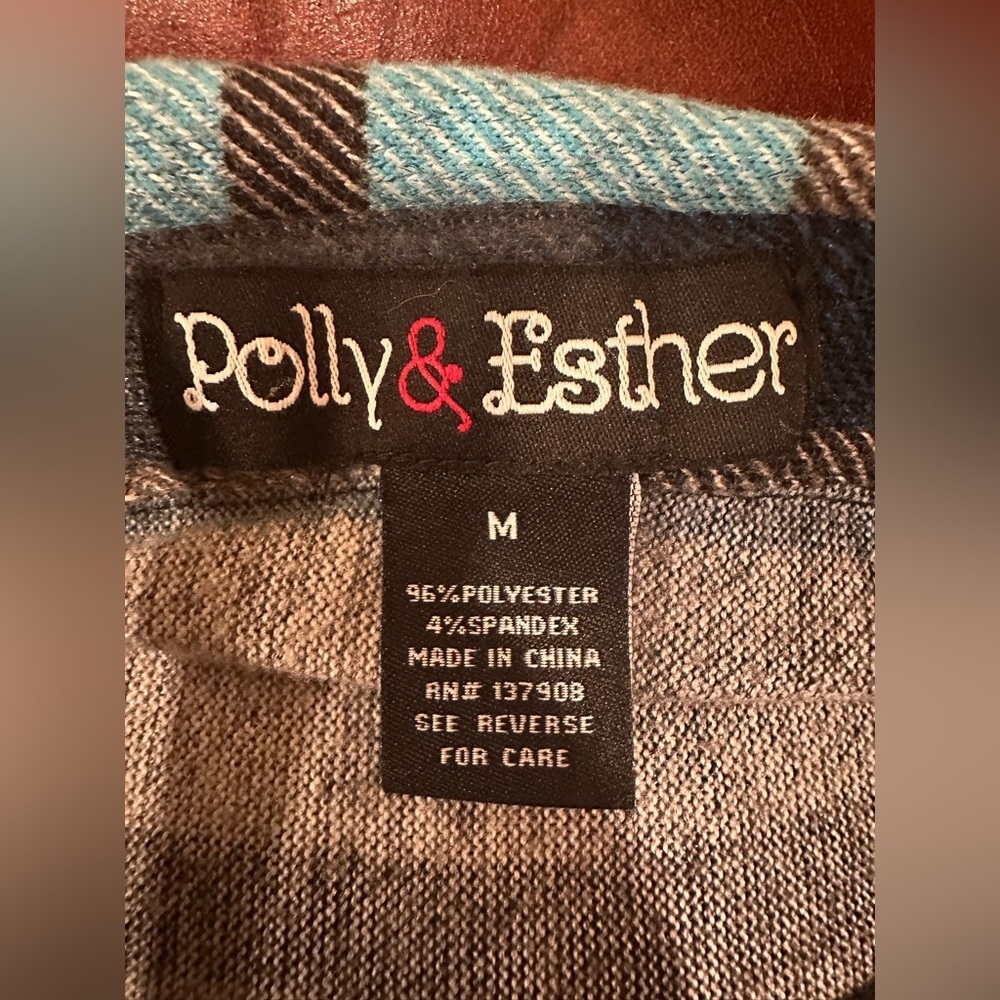 Polly & Esther
M
96%POLYESTER
4%SPANDEX
MADE IN CHINA
RN# 137908
SEE REVERSE
FOR CARE